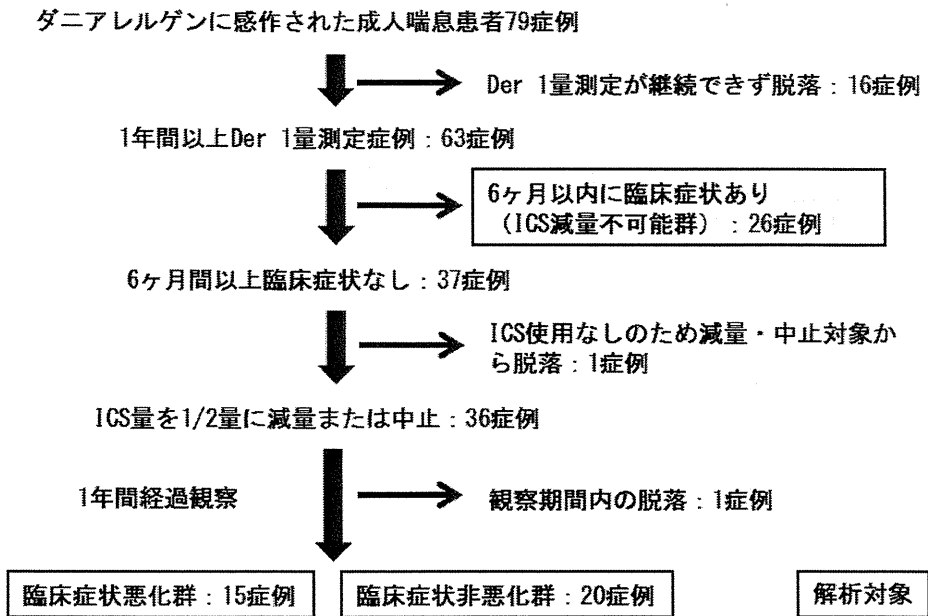 ダニアレルゲンに感作された成人喘息患者79症例
Der 1量測定が継続できず脱落：16症例
1年間以上Der 1量測定症例：63症例
6ヶ月以内に臨床症状あり
（ICS減量不可能群）：26症例
6ヶ月間以上臨床症状なし：37症例
ICS使用なしのため減量・中止対象か
ら脱落：1症例
ICS量を1/2量に減量または中止：36症例
1年間経過観察
観察期間内の脱落：1症例
臨床症状悪化群：15症例
臨床症状非悪化群：20症例
解析対象